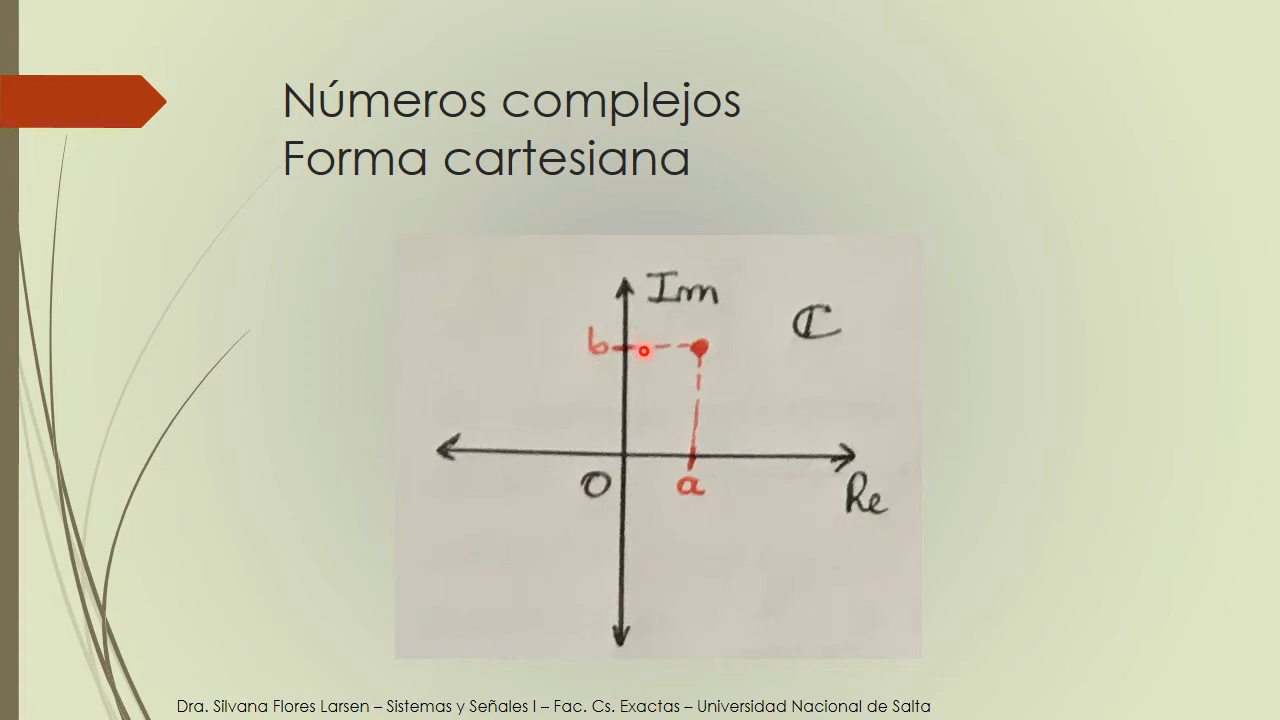 Números complejos
Forma cartesiana
Im
ℂ
b
O
a
Re
Dra. Silvana Flores Larsen – Sistemas y Señales I – Fac. Cs. Exactas – Universidad Nacional de Salta